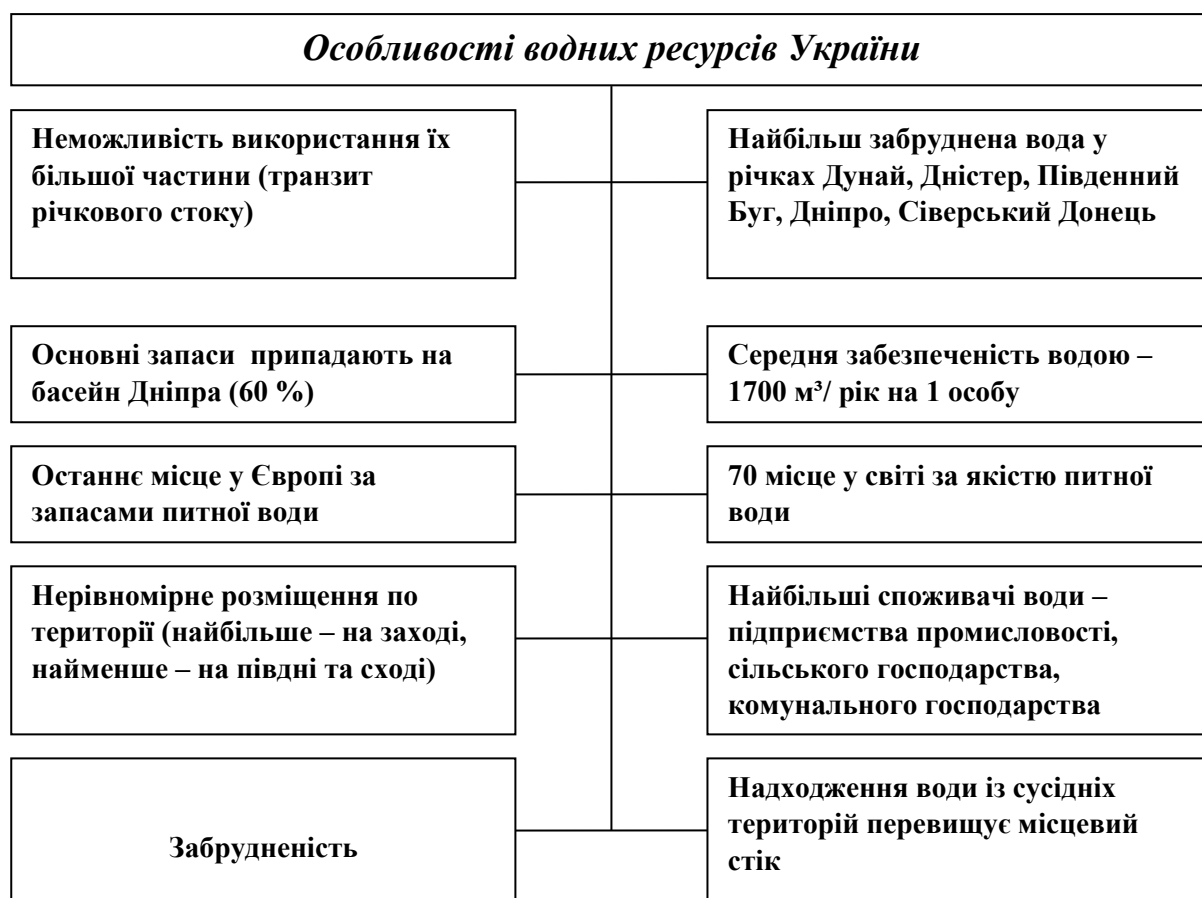 Особливості водних ресурсів України
Неможливість використання їх
більшої частини (транзит
річкового стоку)
Найбільш забруднена вода у
річках Дунай, Дністер, Південний
Буг, Дніпро, Сіверський Донець
Основні запаси припадають на
басейн Дніпра (60 %)
Середня забезпеченість водою –
1700 м³/ рік на 1 особу
Останнє місце у Європі за
запасами питної води
70 місце у світі за якістю питної
води
Нерівномірне розміщення по
території (найбільше – на заході,
найменше – на півдні та сході)
Найбільші споживачі води –
підприємства промисловості,
сільського господарства,
комунального господарства
Забрудненість
Надходження води із сусідніх
територій перевищує місцевий
стік